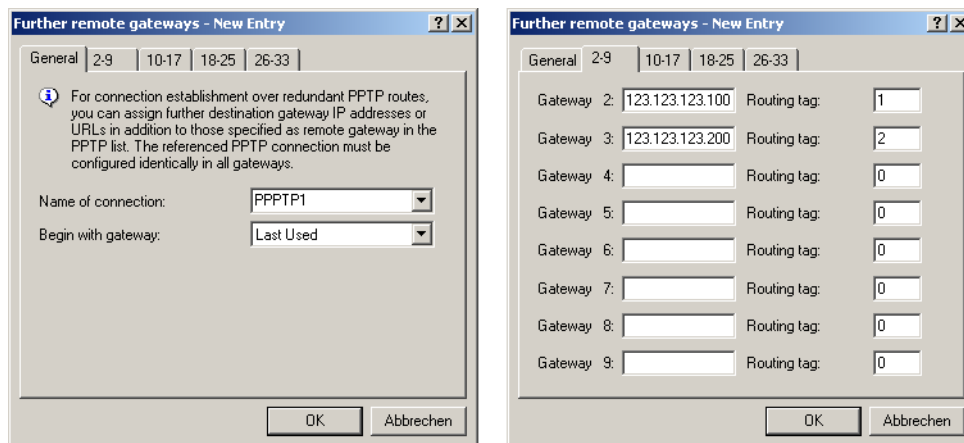 Further remote gateways - New Entry
General 2-9 10-17 18-25 26-33
For connection establishment over redundant PPTP routes,
you can assign further destination gateway IP addresses or
URLs in addition to those specified as remote gateway in the
PPTP list. The referenced PPTP connection must be
configured identically in all gateways.
Name of connection: PPPTP1
Begin with gateway: Last Used
OK Abbrechen
Further remote gateways - New Entry
General 2-9 10-17 18-25 26-33
Gateway 2: 123.123.123.100 Routing tag: 1
Gateway 3: 123.123.123.200 Routing tag: 2
Gateway 4: Routing tag: 0
Gateway 5: Routing tag: 0
Gateway 6: Routing tag: 0
Gateway 7: Routing tag: 0
Gateway 8: Routing tag: 0
Gateway 9: Routing tag: 0
OK Abbrechen